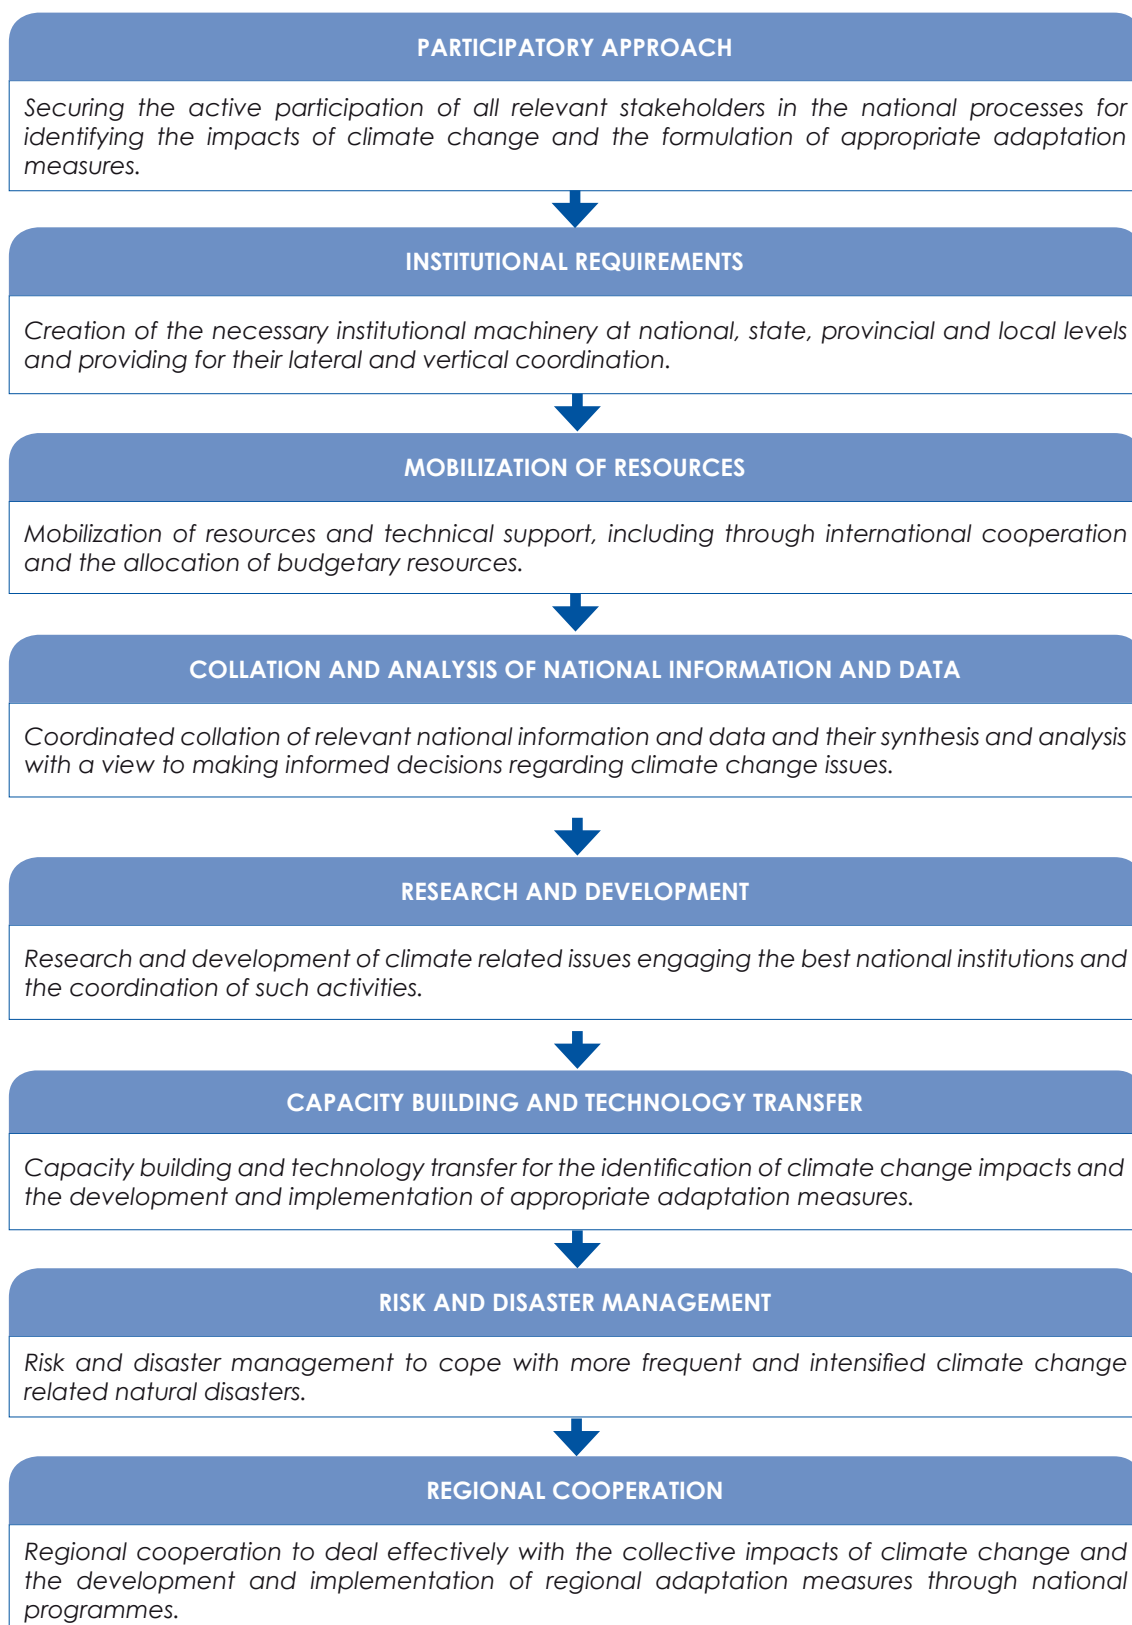 PARTICIPATORY APPROACH
Securing the active participation of all relevant stakeholders in the national processes for
identifying the impacts of climate change and the formulation of appropriate adaptation
measures.
INSTITUTIONAL REQUIREMENTS
Creation of the necessary institutional machinery at national, state, provincial and local levels
and providing for their lateral and vertical coordination.
MOBILIZATION OF RESOURCES
Mobilization of resources and technical support, including through international cooperation
and the allocation of budgetary resources.
COLLATION AND ANALYSIS OF NATIONAL INFORMATION AND DATA
Coordinated collation of relevant national information and data and their synthesis and analysis
with a view to making informed decisions regarding climate change issues.
RESEARCH AND DEVELOPMENT
Research and development of climate related issues engaging the best national institutions and
the coordination of such activities.
CAPACITY BUILDING AND TECHNOLOGY TRANSFER
Capacity building and technology transfer for the identification of climate change impacts and
the development and implementation of appropriate adaptation measures.
RISK AND DISASTER MANAGEMENT
Risk and disaster management to cope with more frequent and intensified climate change
related natural disasters.
REGIONAL COOPERATION
Regional cooperation to deal effectively with the collective impacts of climate change and
the development and implementation of regional adaptation measures through national
programmes.